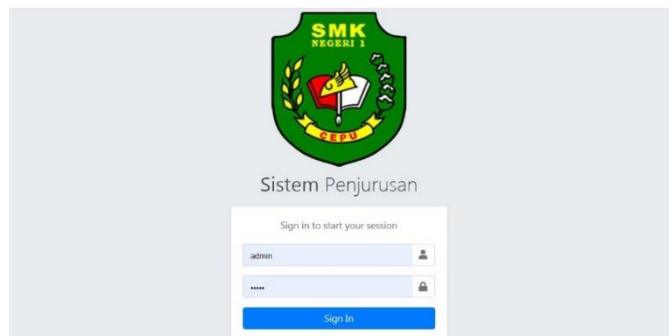 SMK
NEGERI 1
CEPU
Sistem Penjurusan
Sign in to start your session
admin
•••••
Sign In